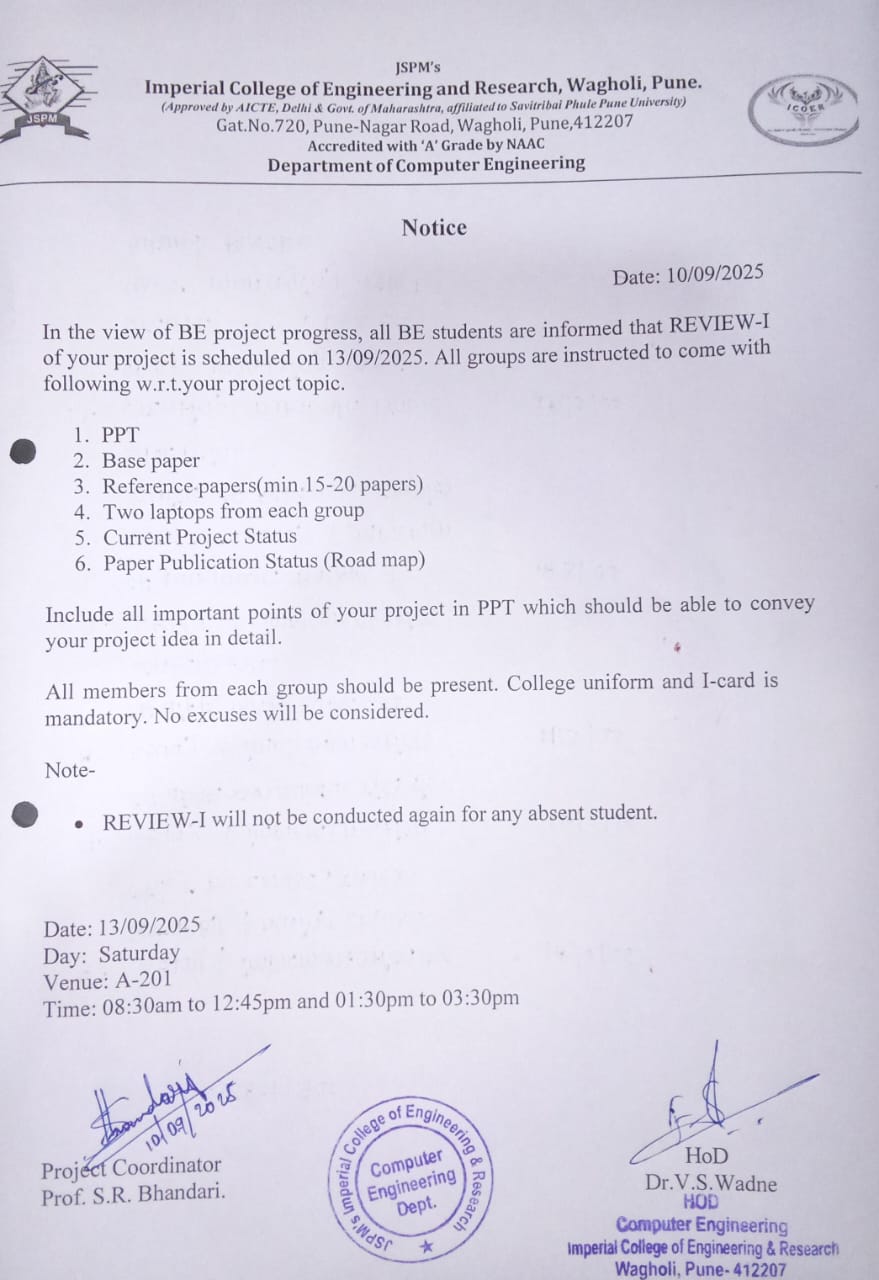 JSPM
JSPM's
Imperial College of Engineering and Research, Wagholi, Pune.
(Approved by AICTE, Delhi & Govt. of Maharashtra, affiliated to Savitribai Phule Pune University)
Gat.No.720, Pune-Nagar Road, Wagholi, Pune,412207
Accredited with 'A' Grade by NAAC
Department of Computer Engineering
ICOER
Notice
Date: 10/09/2025
In the view of BE project progress, all BE students are informed that REVIEW-I
of your project is scheduled on 13/09/2025. All groups are instructed to come with
following w.r.t.your project topic.
1. PPT
2. Base paper
3. Reference papers(min 15-20 papers)
4. Two laptops from each group
5. Current Project Status
6. Paper Publication Status (Road map)
Include all important points of your project in PPT which should be able to convey
your project idea in detail.
All members from each group should be present. College uniform and I-card is
mandatory. No excuses will be considered.
Note-
• REVIEW-I will not be conducted again for any absent student.
Date: 13/09/2025
Day: Saturday
Venue: A-201
Time: 08:30am to 12:45pm and 01:30pm to 03:30pm
10/09/2025
Project Coordinator
Prof. S.R. Bhandari.
JSPM's Imperial College of Engineering & Research
Computer
Engineering
Dept.
HoD
Dr.V.S.Wadne
HOD
Computer Engineering
Imperial College of Engineering & Research
Wagholi, Pune- 412207